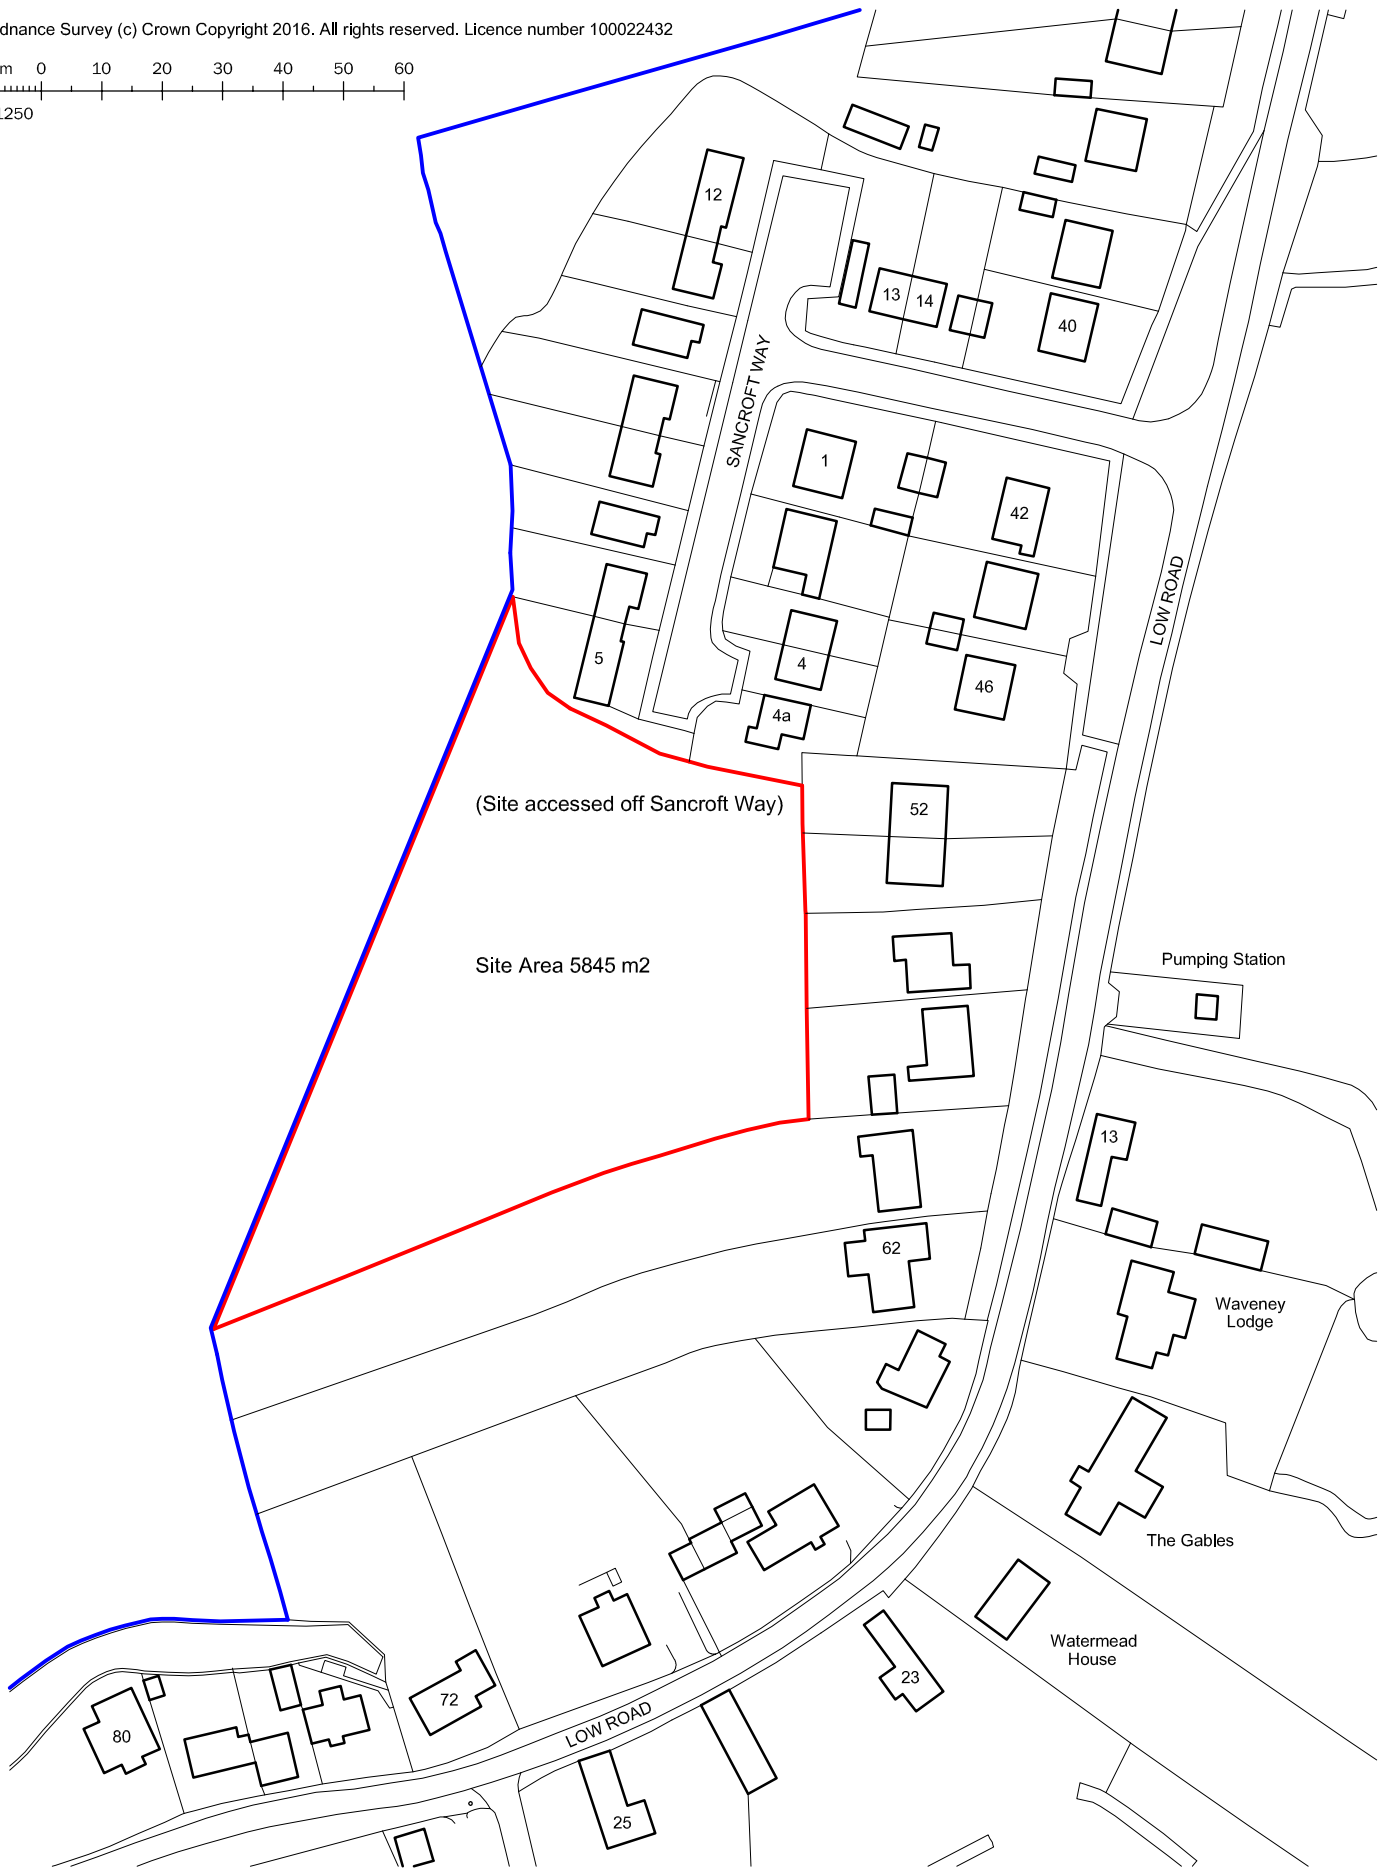 dnance Survey (c) Crown Copyright 2016. All rights reserved. Licence number 100022432
m 0 10 20 30 40 50 60
1250
12
13 14
40
SANCROFT WAY
1
42
LOW ROAD
5
4
46
4a
(Site accessed off Sancroft Way)
52
Site Area 5845 m2
Pumping Station
13
62
Waveney
Lodge
The Gables
Watermead
House
23
72
LOW ROAD
80
25